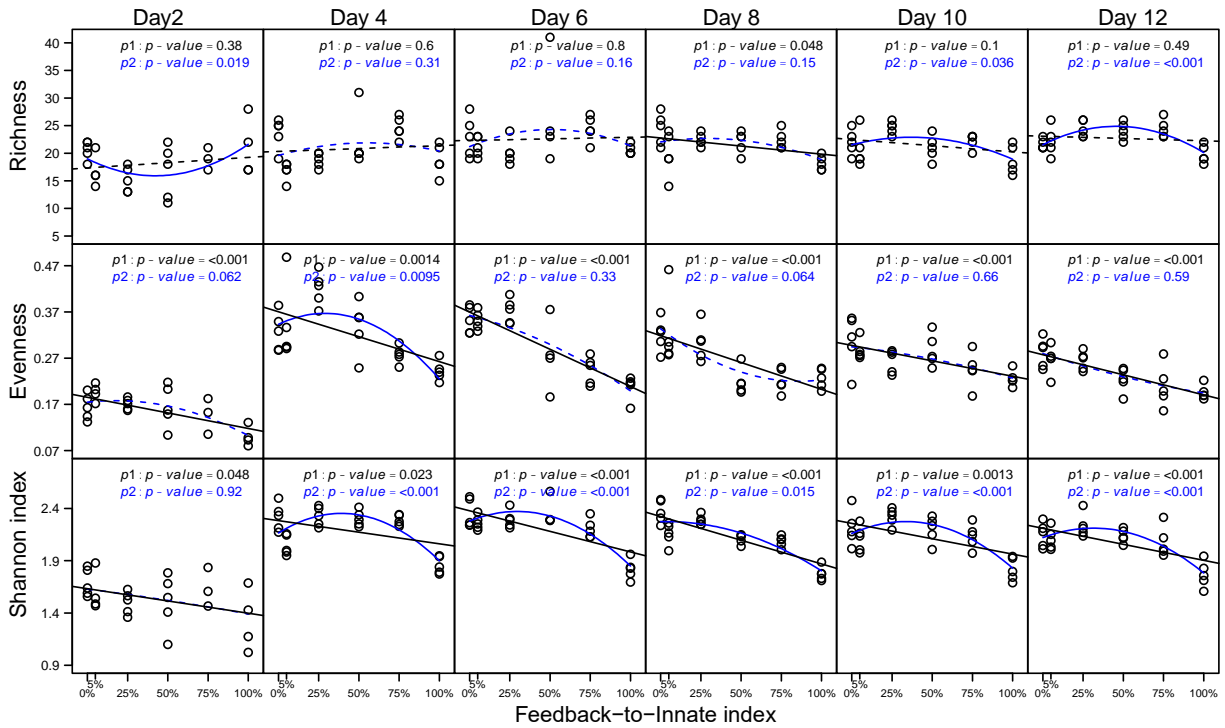 Day2 Day 4 Day 6 Day 8 Day 10 Day 12
p1: p - value = 0.38 p1: p - value = 0.6 p1: p - value = 0.8 p1: p - value = 0.048 p1: p - value = 0.1 p1: p - value = 0.49
p2: p - value = 0.019 p2: p - value = 0.31 p2: p - value = 0.16 p2: p - value = 0.15 p2: p - value = 0.036 p2: p - value = <0.001
Richness
40
35
30
25
20
15
10
5
p1: p - value = <0.001 p1: p - value = 0.0014 p1: p - value = <0.001 p1: p - value = <0.001 p1: p - value = <0.001 p1: p - value = <0.001
p2: p - value = 0.062 p2: p - value = 0.0095 p2: p - value = 0.33 p2: p - value = 0.064 p2: p - value = 0.66 p2: p - value = 0.59
Evenness
0.47
0.37
0.27
0.17
0.07
p1: p - value = 0.048 p1: p - value = 0.023 p1: p - value = <0.001 p1: p - value = <0.001 p1: p - value = 0.0013 p1: p - value = <0.001
p2: p - value = 0.92 p2: p - value = <0.001 p2: p - value = <0.001 p2: p - value = 0.015 p2: p - value = <0.001 p2: p - value = <0.001
Shannon index
2.4
1.9
1.4
0.9
5% 5% 5% 5% 5% 5%
0% 25% 50% 75% 100% 0% 25% 50% 75% 100% 0% 25% 50% 75% 100% 0% 25% 50% 75% 100% 0% 25% 50% 75% 100% 0% 25% 50% 75% 100%
Feedback−to−Innate index